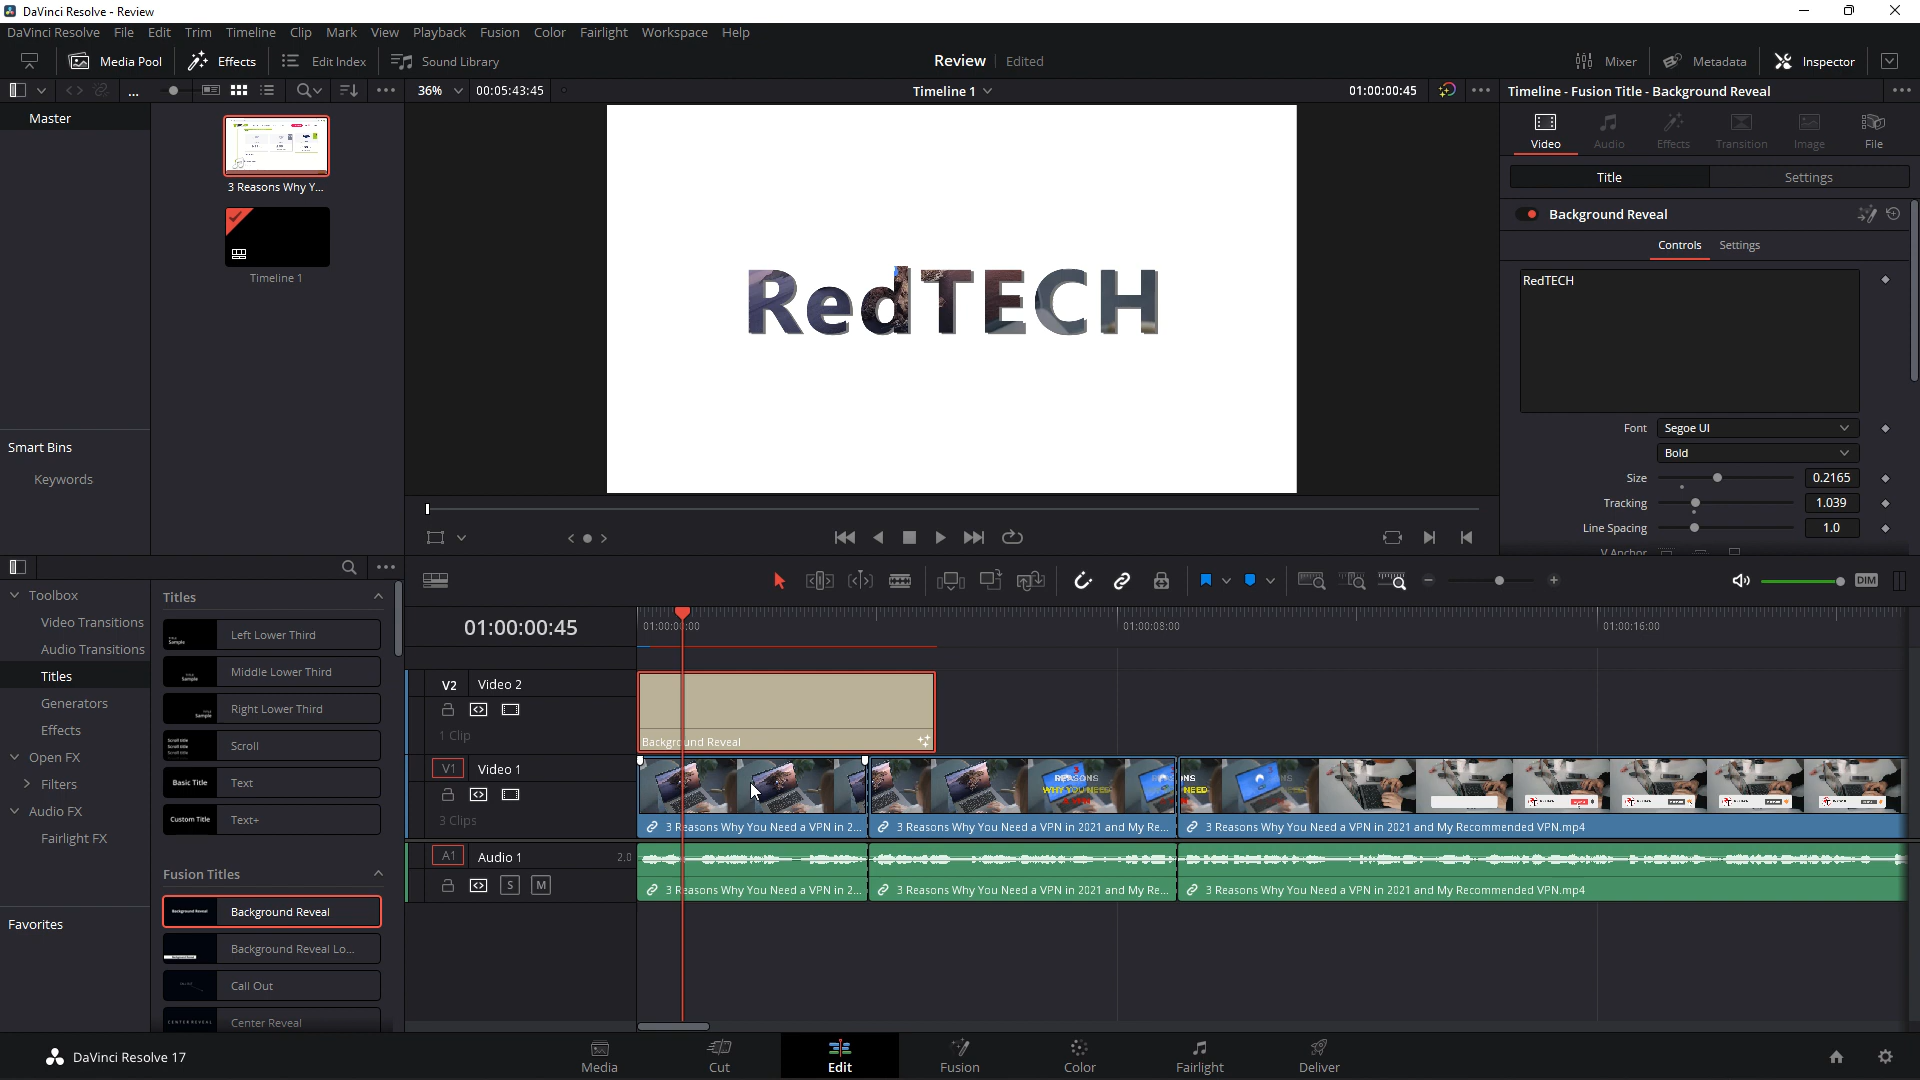 DaVinci Resolve - Review
DaVinci Resolve File Edit Trim Timeline Clip Mark View Playback Fusion Color Fairlight Workspace Help
Media Pool Effects Edit Index Sound Library Review Edited Mixer Metadata Inspector
36% 00:05:43:45 Timeline 1 01:00:00:45 Timeline - Fusion Title - Background Reveal
Master
3 Reasons Why Y...
Timeline 1
Smart Bins
Keywords
RedTECH
Video Audio Effects Transition Image File
Title Settings
Background Reveal
Controls Settings
RedTECH
Font Segoe UI
Bold
Size 0.2165
Tracking 1.039
Line Spacing 1.0
V Anchor
DIM
Toolbox
Video Transitions
Audio Transitions
Titles
Generators
Effects
Open FX
Filters
Audio FX
Fairlight FX
Favorites
Titles
Left Lower Third
Middle Lower Third
Right Lower Third
Scroll
Basic Title Text
Custom Title Text+
Fusion Titles
Background Reveal Background Reveal
Background Reveal Lo...
Call Out
CENTER REVEAL Center Reveal
01:00:00:45
01:00:00:00 01:00:08:00 01:00:16:00
V2 Video 2
1 Clip
Background Reveal
V1 Video 1
3 Clips
REASONS
WHY YOU NEED
3 Reasons Why You Need a VPN in 2... 3 Reasons Why You Need a VPN in 2021 and My Re... 3 Reasons Why You Need a VPN in 2021 and My Recommended VPN.mp4
A1 Audio 1 2.0
S M
3 Reasons Why You Need a VPN in 2... 3 Reasons Why You Need a VPN in 2021 and My Re... 3 Reasons Why You Need a VPN in 2021 and My Recommended VPN.mp4
DaVinci Resolve 17
Media Cut Edit Fusion Color Fairlight Deliver